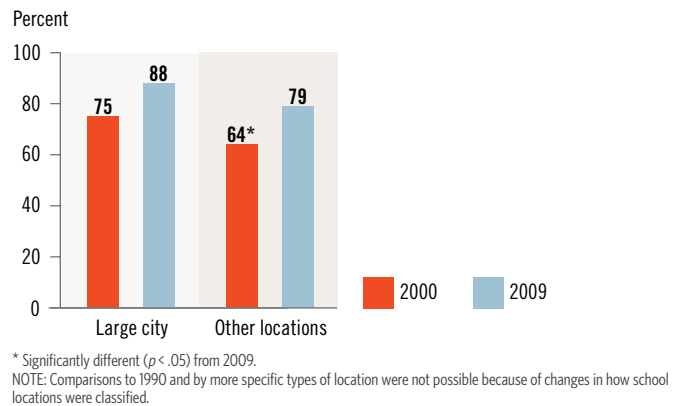 Percent
100
88
80
75
79
64*
60
40
20
0
Large city Other locations
2000 2009
* Significantly different (p < .05) from 2009.
NOTE: Comparisons to 1990 and by more specific types of location were not possible because of changes in how school
locations were classified.